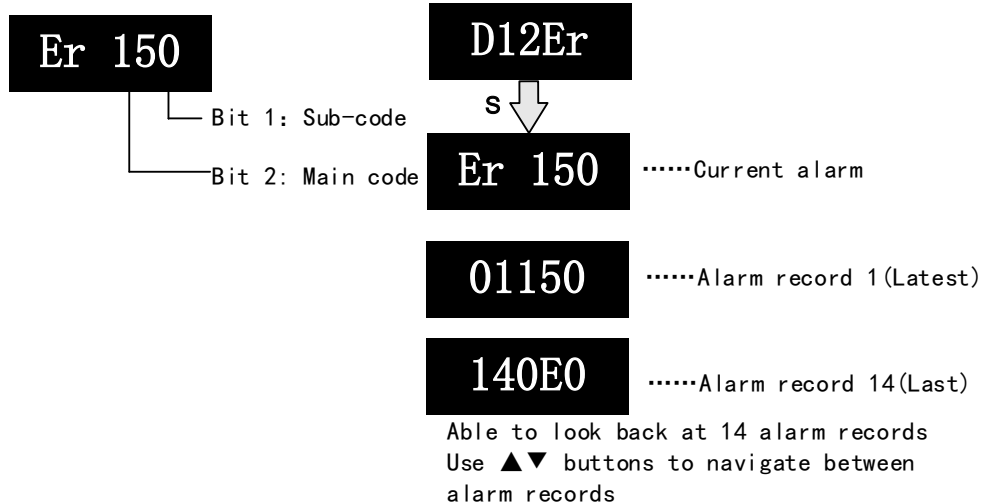 Er 150
Bit 1: Sub-code
Bit 2: Main code
D12Er
S
Er 150 ······Current alarm
01150 ······Alarm record 1(Latest)
140E0 ······Alarm record 14(Last)
Able to look back at 14 alarm records
Use ▲▼ buttons to navigate between
alarm records